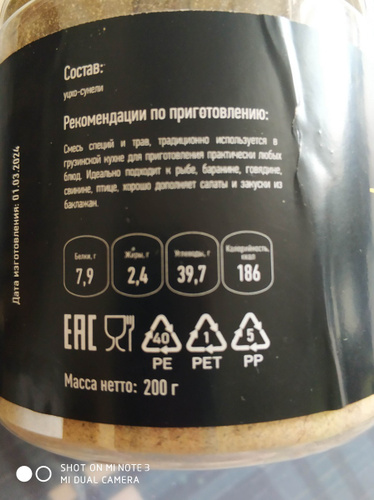 Состав:
уцхо-сунели
Рекомендации по приготовлению:
Смесь специй и трав, традиционно используется в
грузинской кухне для приготовления практически любых
блюд. Идеально подходит к рыбе, баранине, говядине,
свинине, птице, хорошо дополняет салаты и закуски из
баклажан.
Дата изготовления: 01.03.2024
Белки, г
7,9
Жиры, г
2,4
Углеводы, г
39,7
Калорийность,
ккал
186
EAC
40
PE
1
PET
5
PP
Масса нетто: 200 г
SHOT ON MI NOTE 3
MI DUAL CAMERA